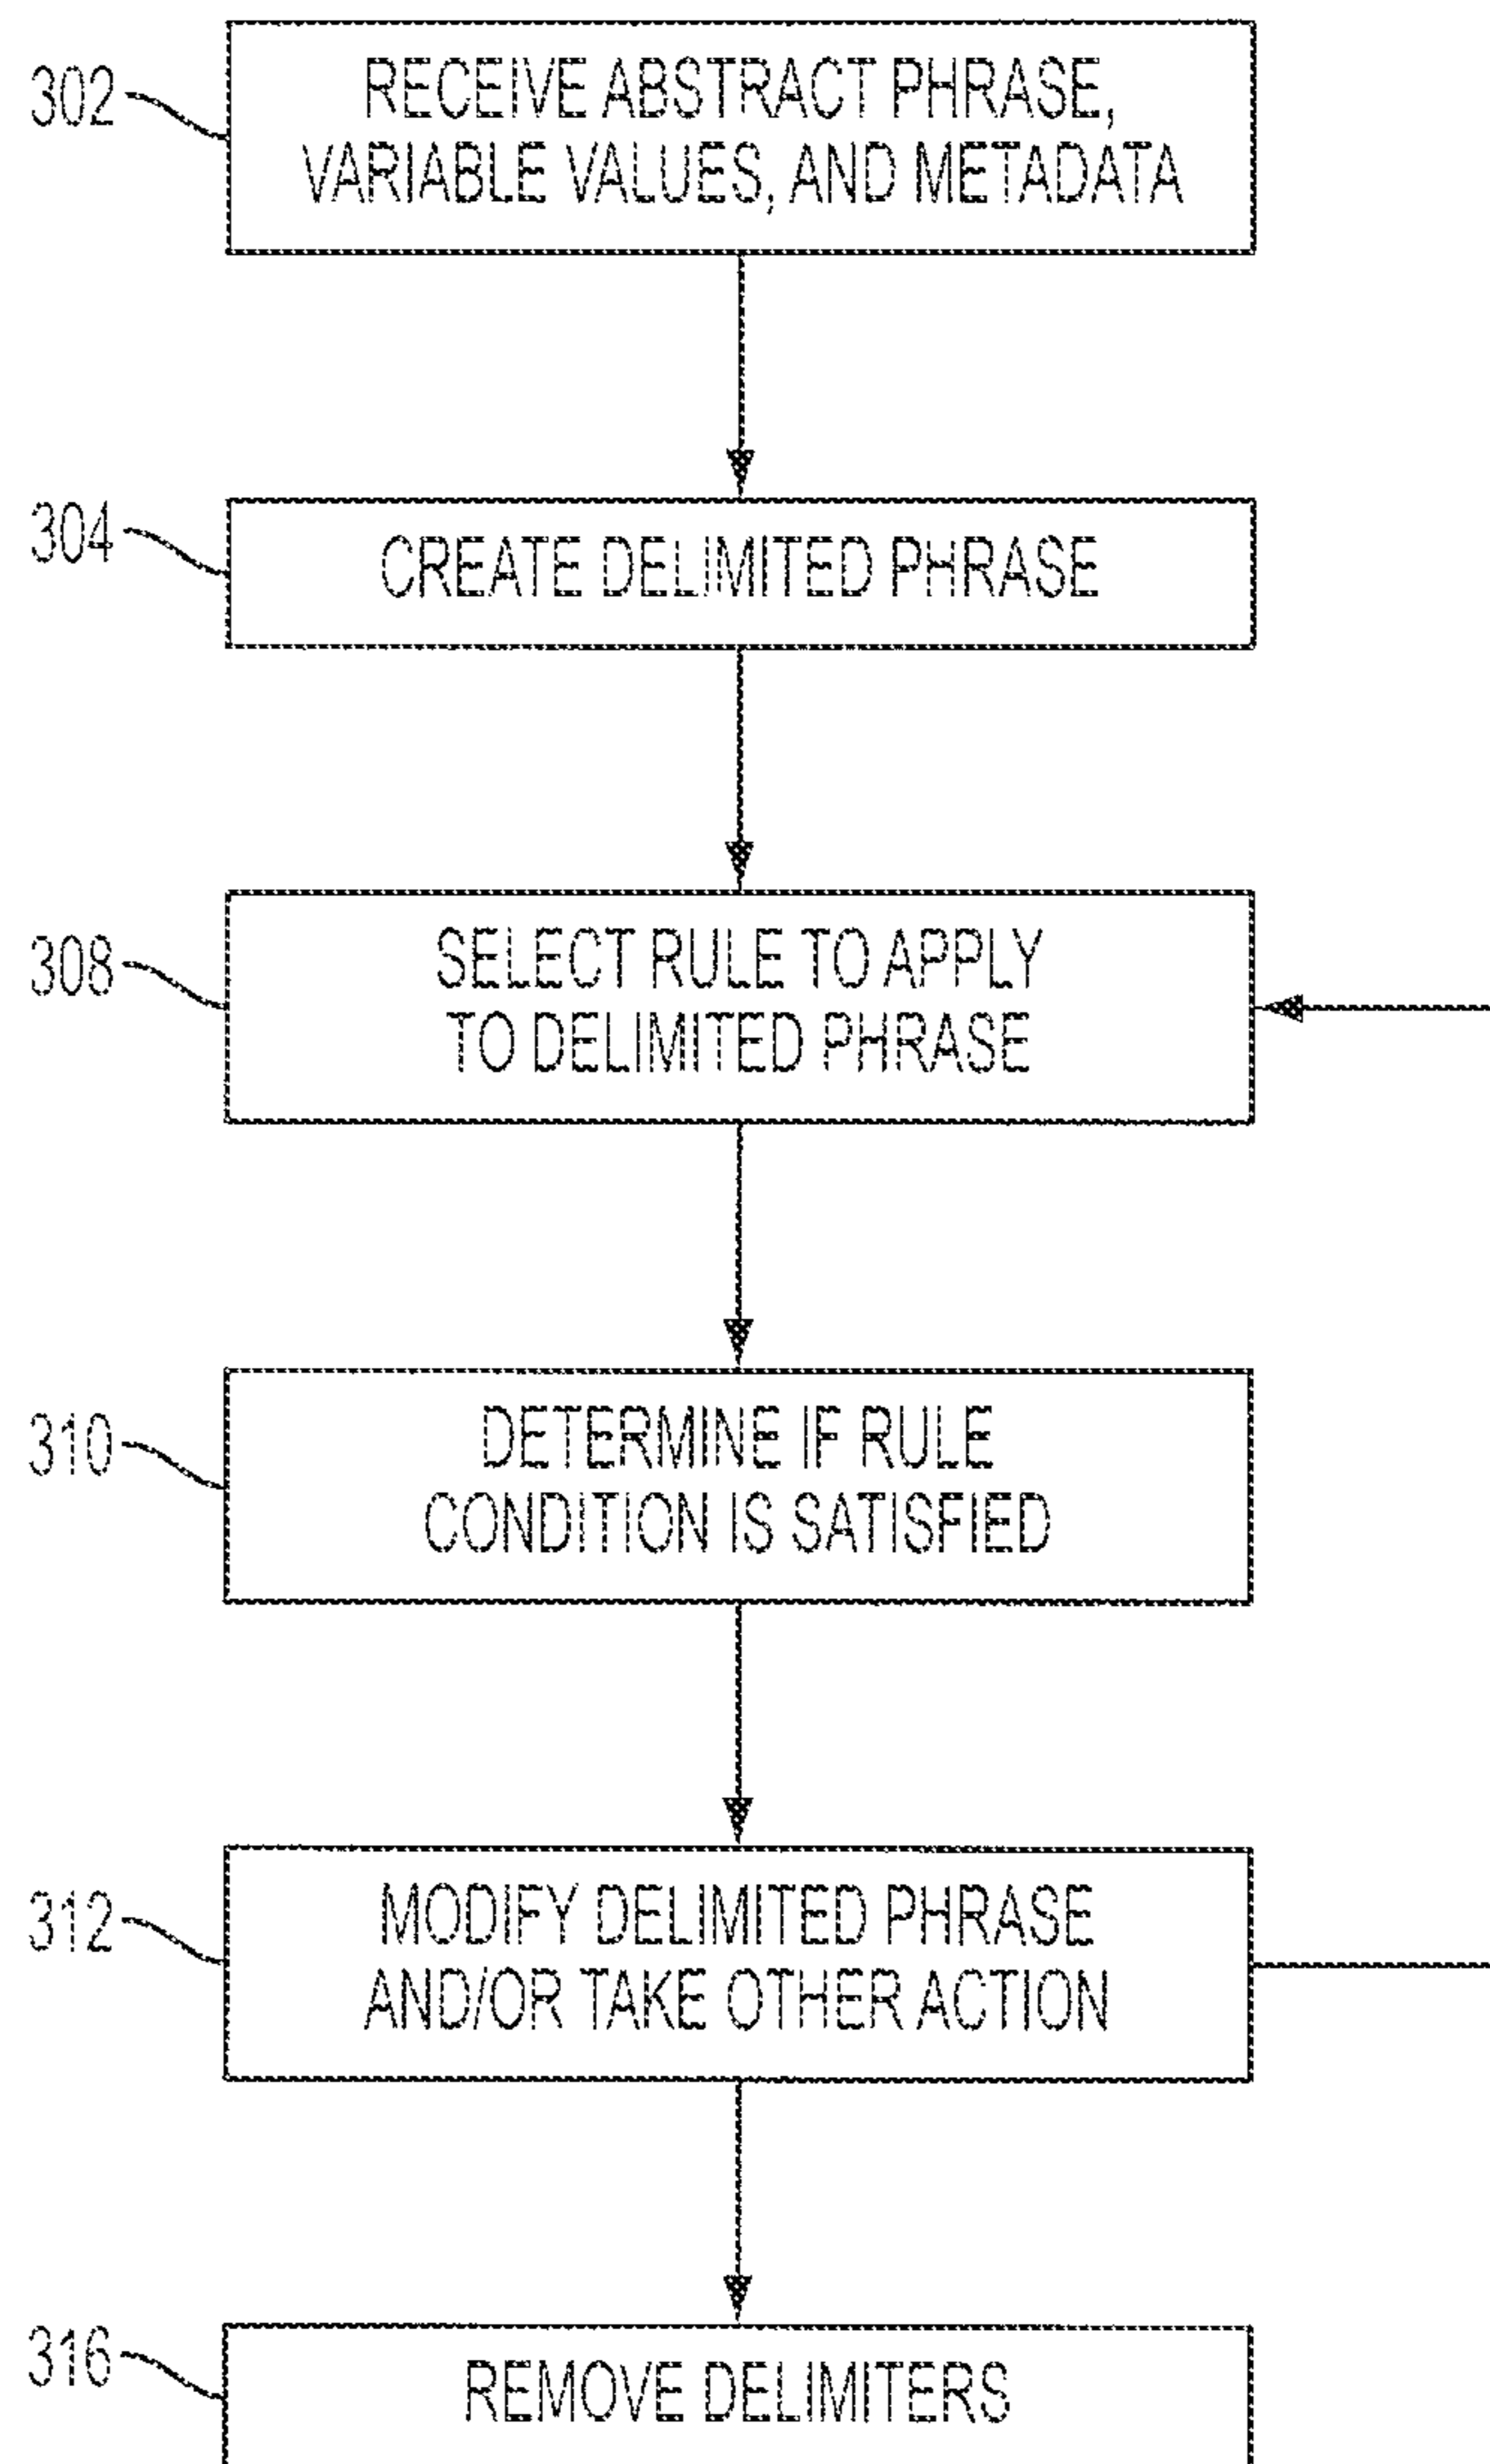 302
RECEIVE ABSTRACT PHRASE,
VARIABLE VALUES, AND METADATA
304
CREATE DELIMITED PHRASE
308
SELECT RULE TO APPLY
TO DELIMITED PHRASE
310
DETERMINE IF RULE
CONDITION IS SATISFIED
312
MODIFY DELIMITED PHRASE
AND/OR TAKE OTHER ACTION
316
REMOVE DELIMITERS